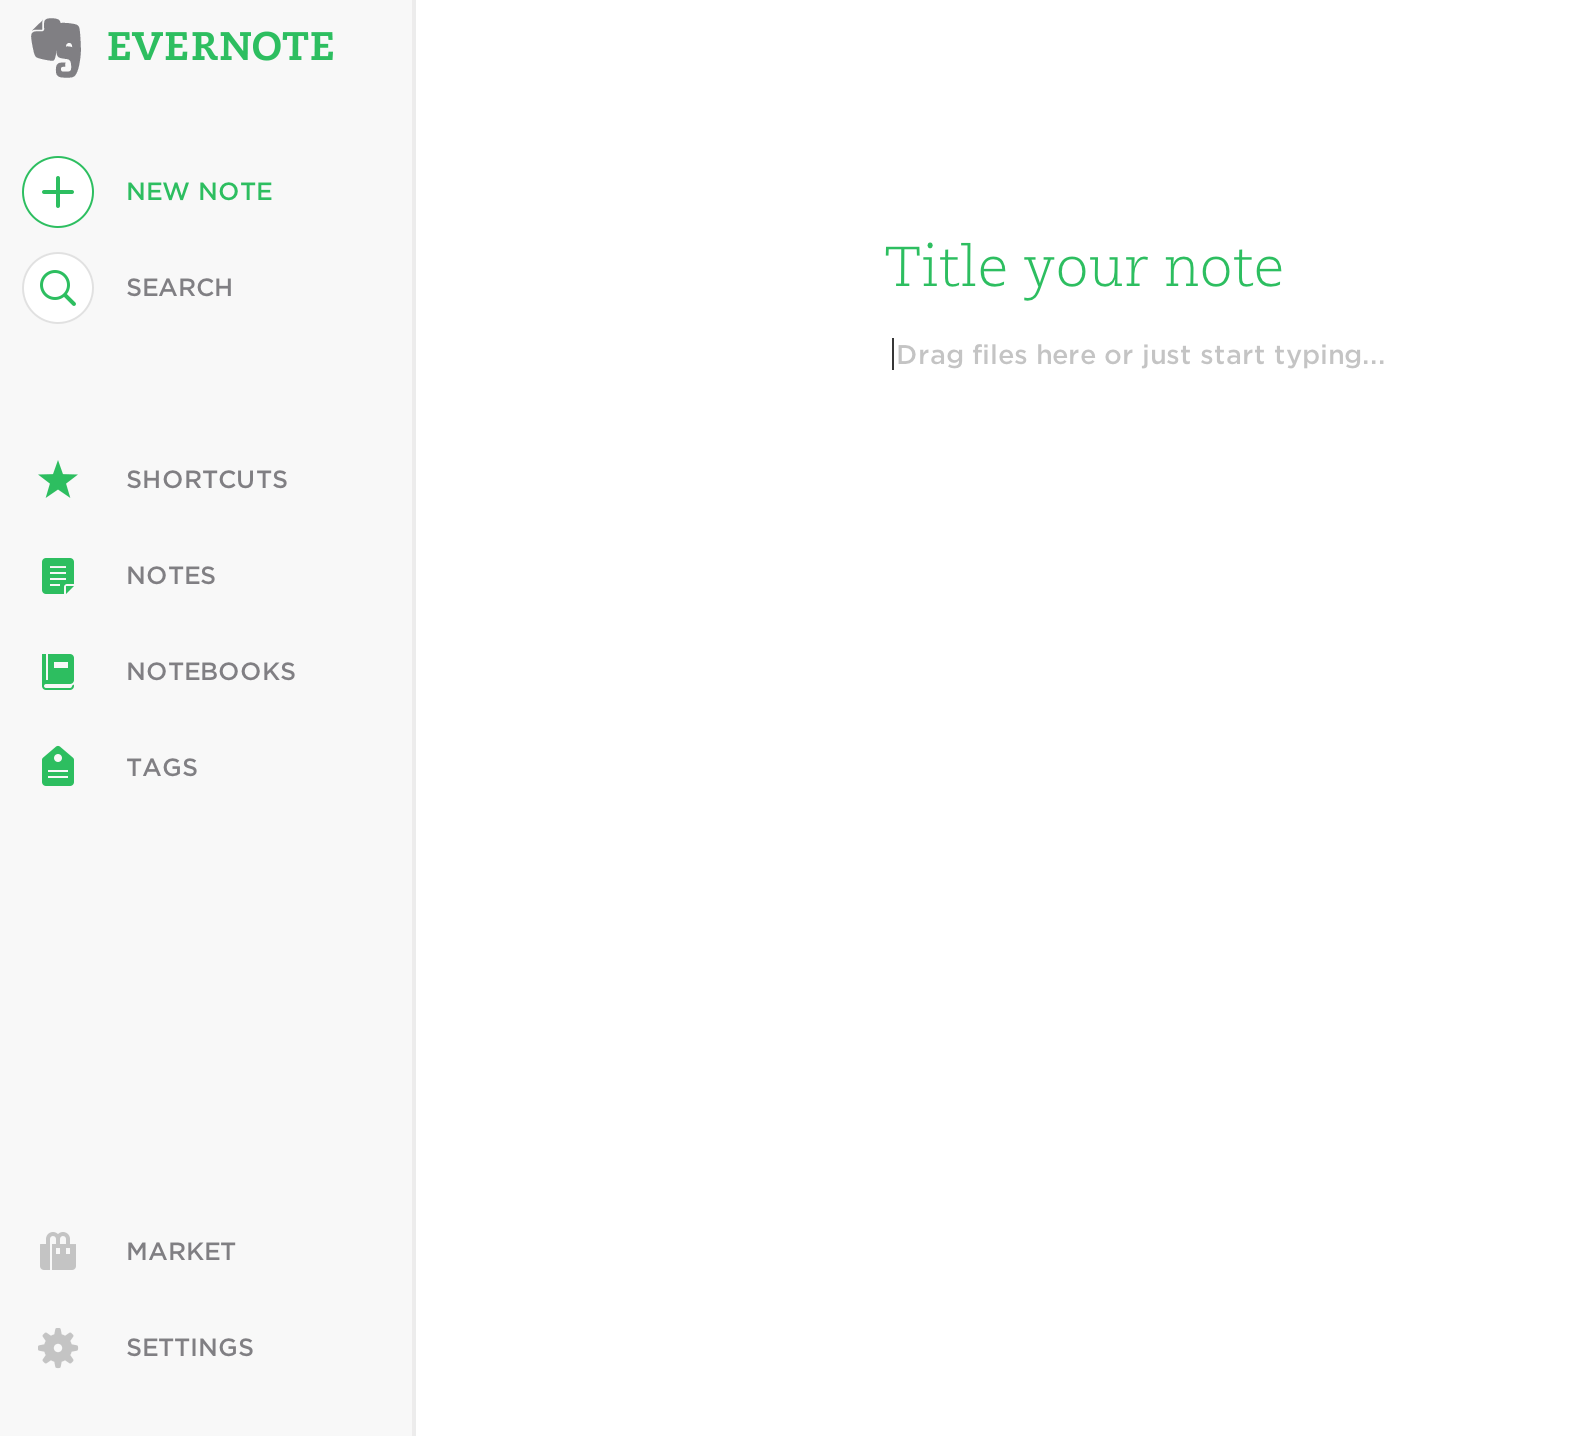 EVERNOTE
NEW NOTE
SEARCH
SHORTCUTS
NOTES
NOTEBOOKS
TAGS
MARKET
SETTINGS
Title your note
Drag files here or just start typing...